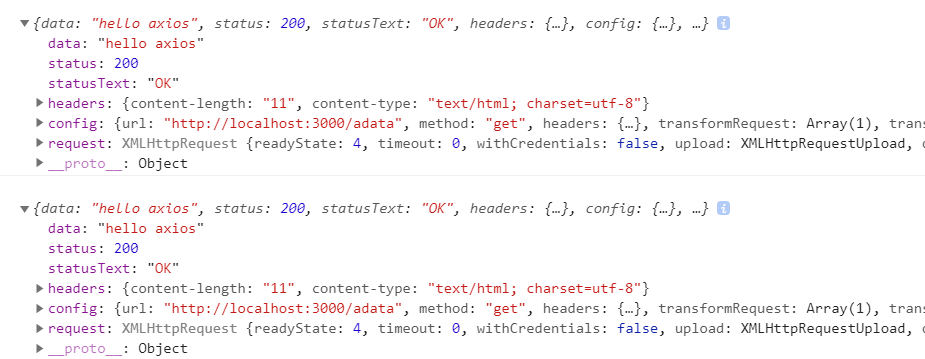 ▼{data: "hello axios", status: 200, statusText: "OK", headers: {…}, config: {…}, …} i
data: "hello axios"
status: 200
statusText: "OK"
▶headers: {content-length: "11", content-type: "text/html; charset=utf-8"}
▶config: {url: "http://localhost:3000/adata", method: "get", headers: {…}, transformRequest: Array(1), trans
▶request: XMLHttpRequest {readyState: 4, timeout: 0, withCredentials: false, upload: XMLHttpRequestUpload,
▶__proto__: Object
▼{data: "hello axios", status: 200, statusText: "OK", headers: {…}, config: {…}, …} i
data: "hello axios"
status: 200
statusText: "OK"
▶headers: {content-length: "11", content-type: "text/html; charset=utf-8"}
▶config: {url: "http://localhost:3000/adata", method: "get", headers: {…}, transformRequest: Array(1), trans
▶request: XMLHttpRequest {readyState: 4, timeout: 0, withCredentials: false, upload: XMLHttpRequestUpload,
▶__proto__: Object